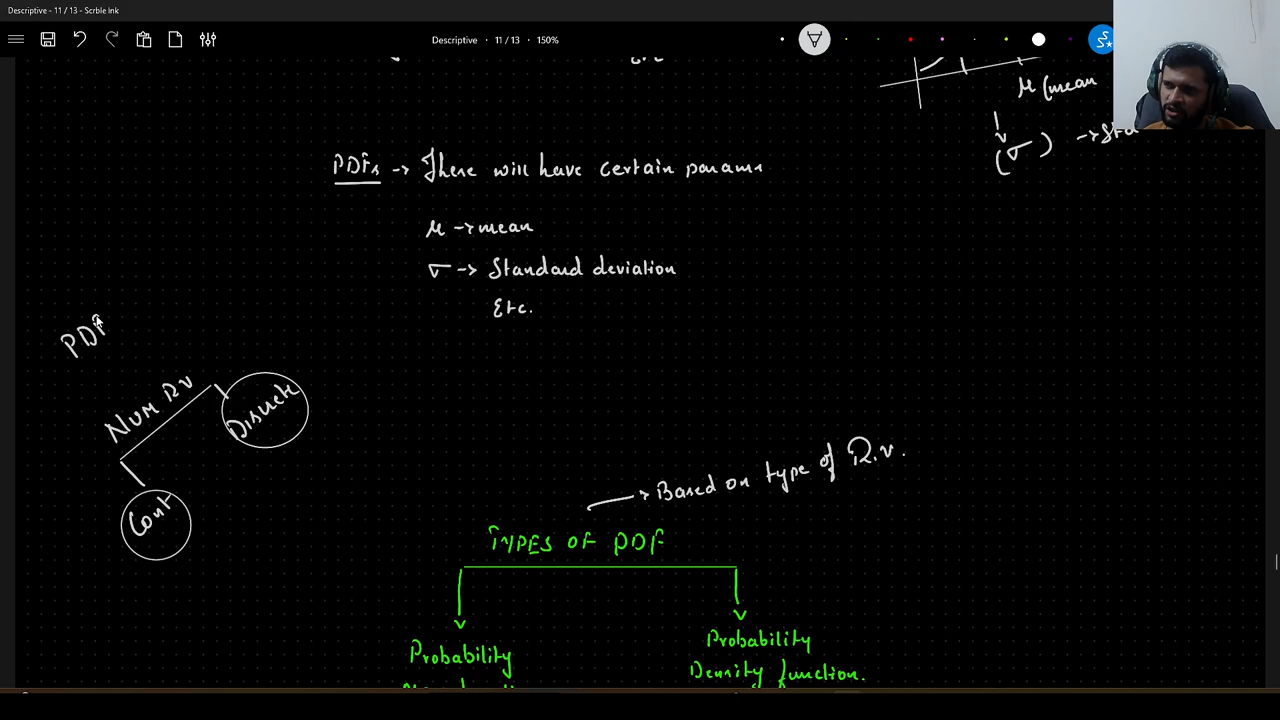 Descriptive - 11 / 13 - Scrble Ink
Descriptive • 11 / 13 • 150%
μ (mean
(σ) →
PDFs → There will have certain params
μ → mean
σ → Standard deviation
Etc.
PDF
NUM RV
Discrete
Cont
→ Based on type of R.v.
TYPES OF PDF
Probability
Probability
Density function.